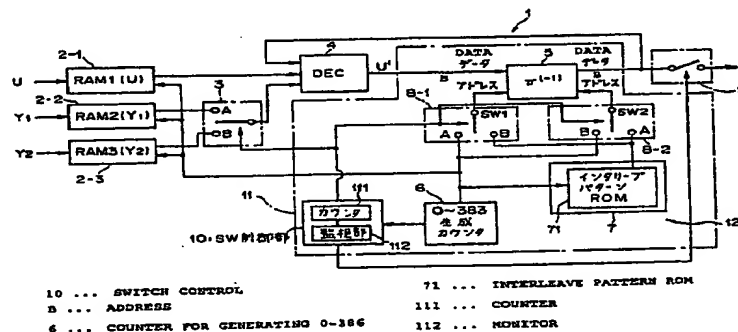 1
2-1
RAM1(U)
U
2-2
RAM2(Y1)
Y1
2-3
RAM3(Y2)
Y2
3
A
B
4
DEC
U'
DATA
データ
B
アドレス
5
π(-1)
DATA
データ
B
アドレス
8-1
SW1
A
B
SW2
B
A
8-2
11
111
カウンタ
監視部
112
10:SW制御部
6
0~383
生成
カウンタ
インタリーブ
パターン
ROM
71
7
12
10 ... SWITCH CONTROL
B ... ADDRESS
6 ... COUNTER FOR GENERATING 0-386
71 ... INTERLEAVE PATTERN ROM
111 ... COUNTER
112 ... MONITOR